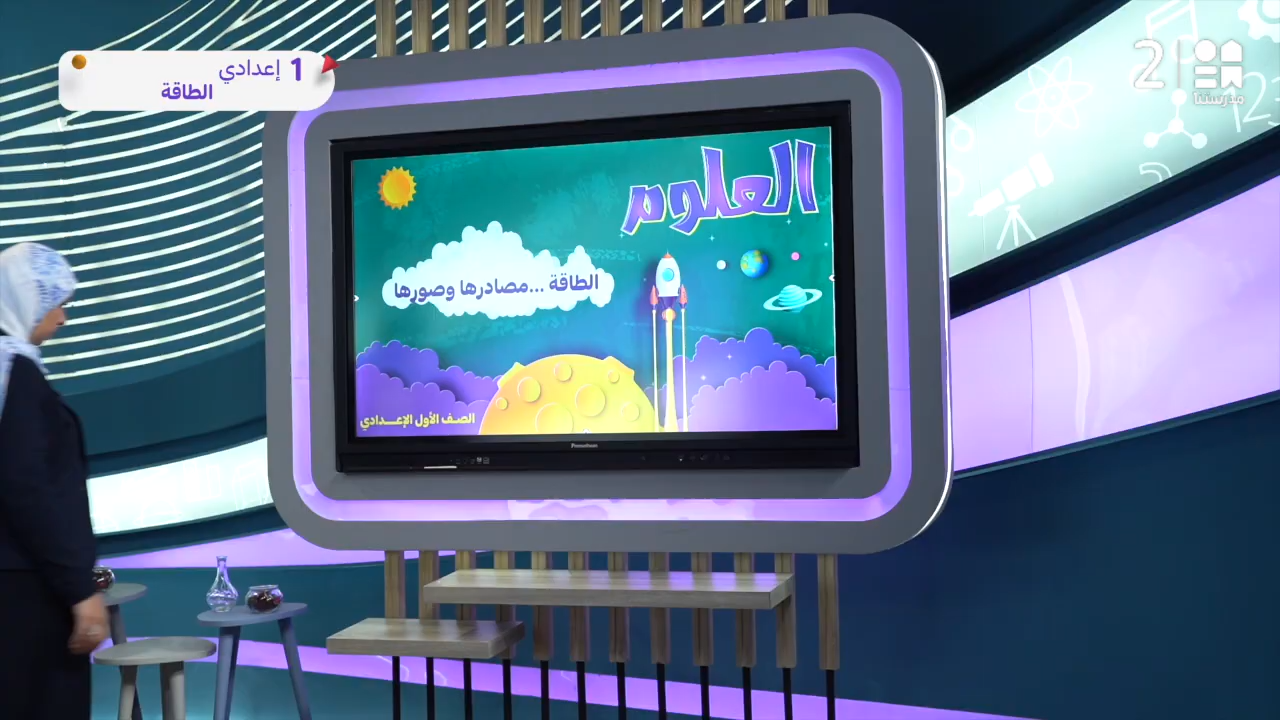 1 إعدادي
الطاقة
2
مدرستنا
العلوم
الطاقة ...مصادرها وصورها
الصف الأول الإعدادي